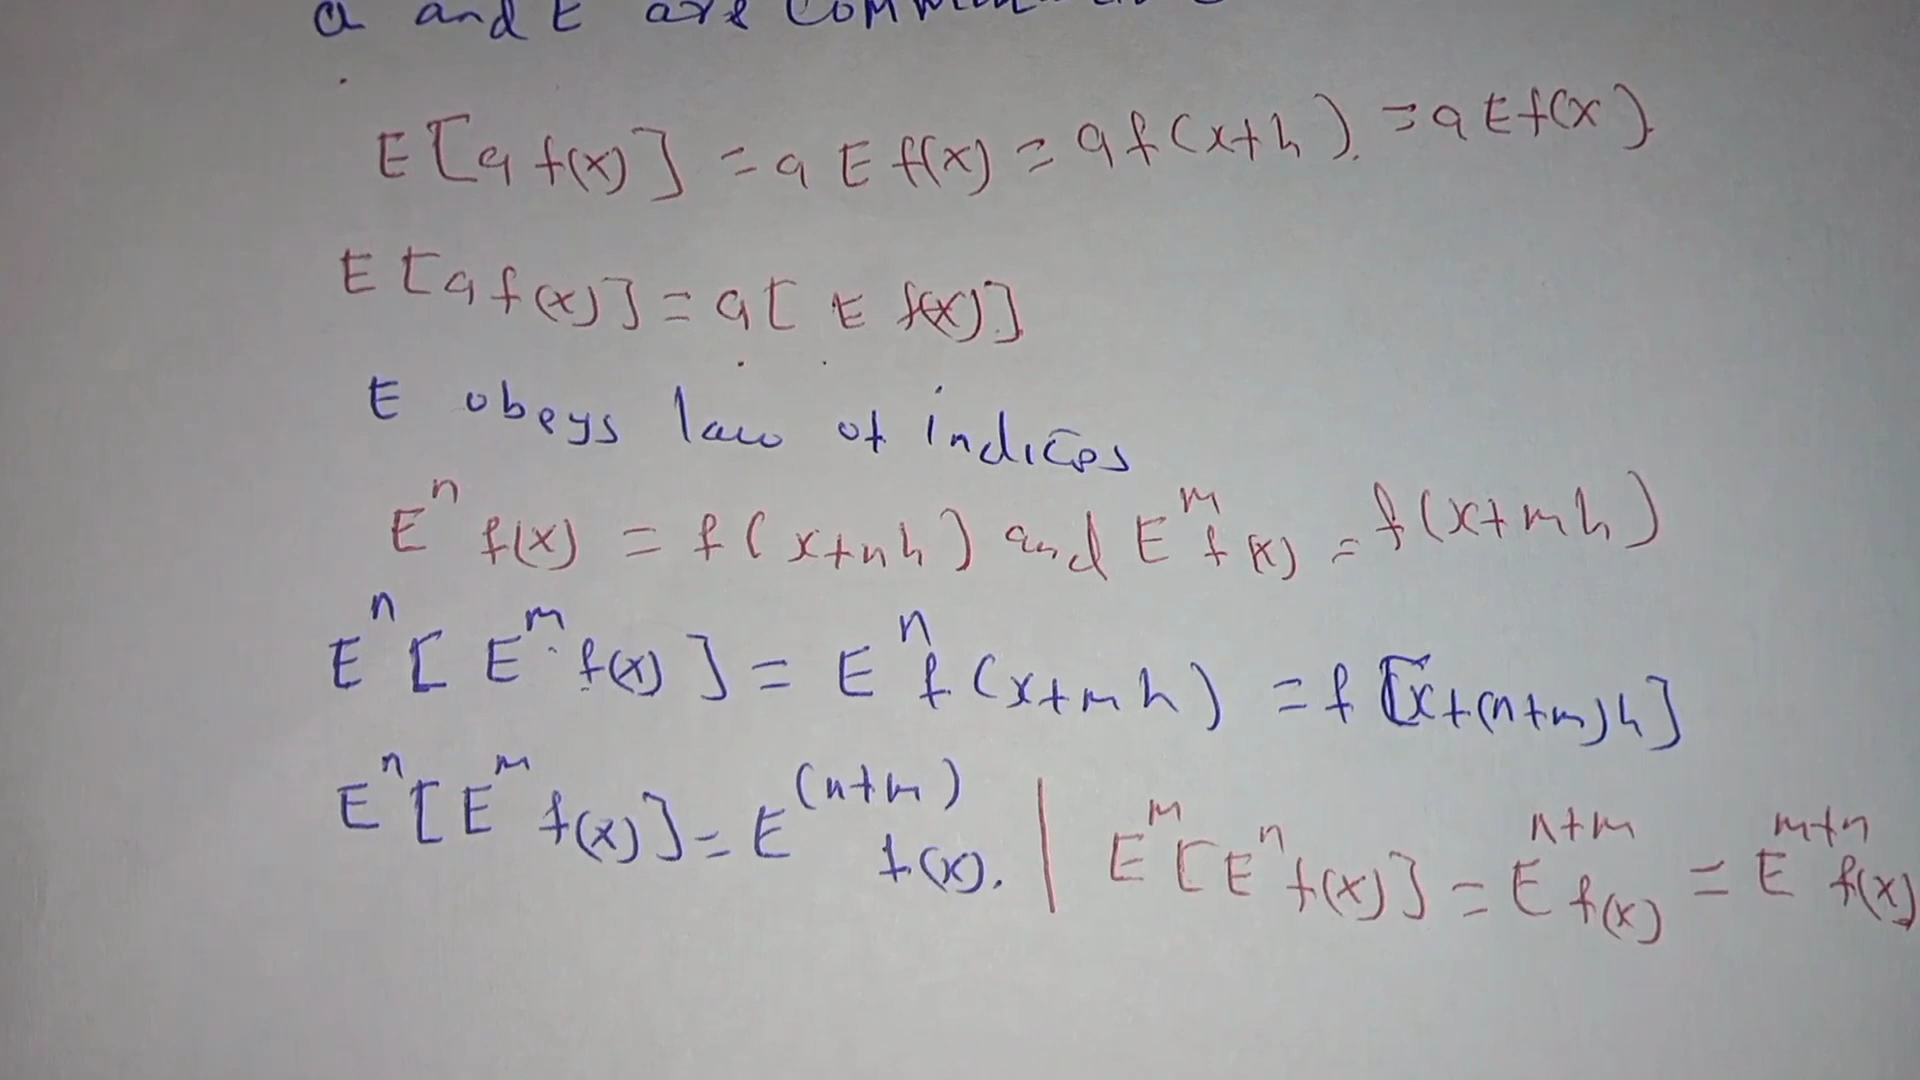 a and E are
E[a f(x)] = a E f(x) = a f(x+h). = a E f(x).
E[a f(x)] = a[E f(x)].
E obeys law of indices
E^n f(x) = f(x+nh) and E^m f(x) = f(x+mh)
E^n [E^m f(x)] = E^n f(x+mh) = f[x+(n+m)h]
E^n [E^m f(x)] = E^(n+m) f(x). | E^m [E^n f(x)] = E^n+m f(x) = E^m+n f(x)